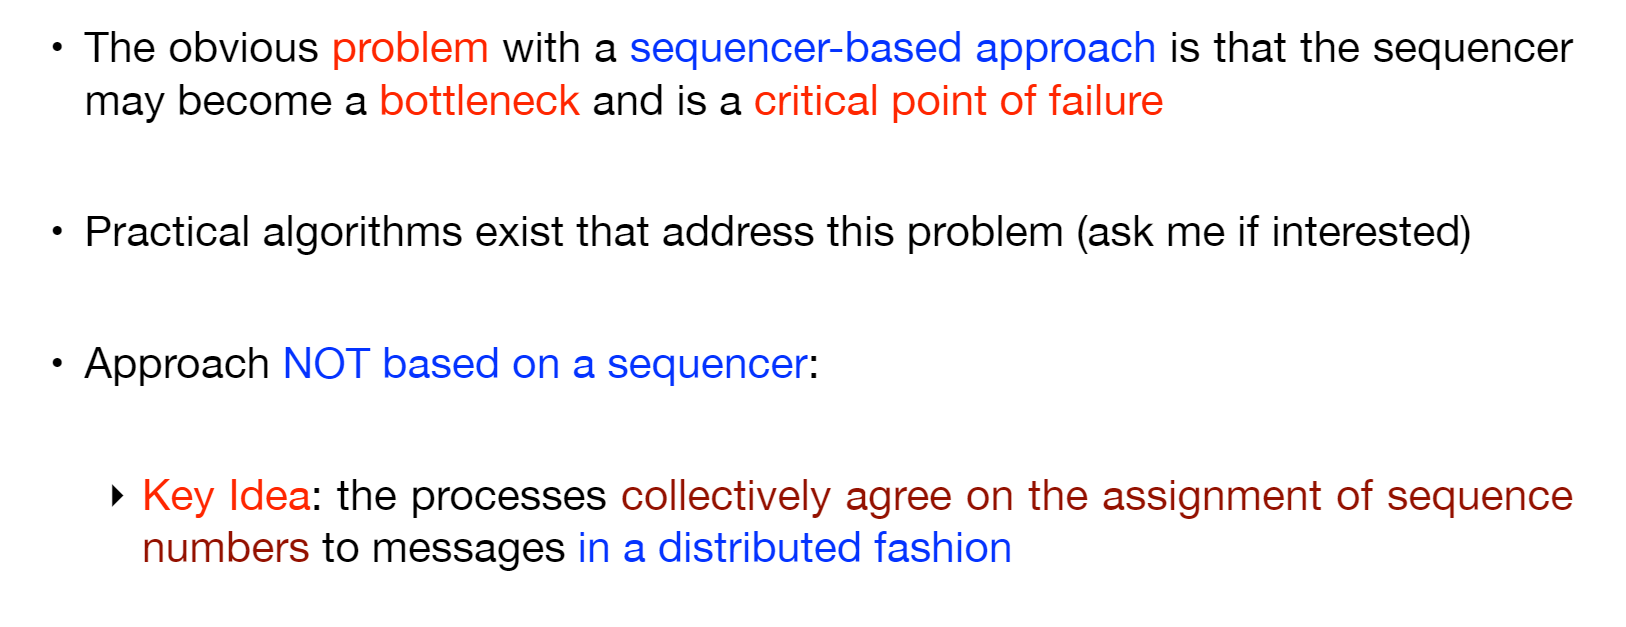 • The obvious problem with a sequencer-based approach is that the sequencer
may become a bottleneck and is a critical point of failure
• Practical algorithms exist that address this problem (ask me if interested)
• Approach NOT based on a sequencer:
‣ Key Idea: the processes collectively agree on the assignment of sequence
numbers to messages in a distributed fashion